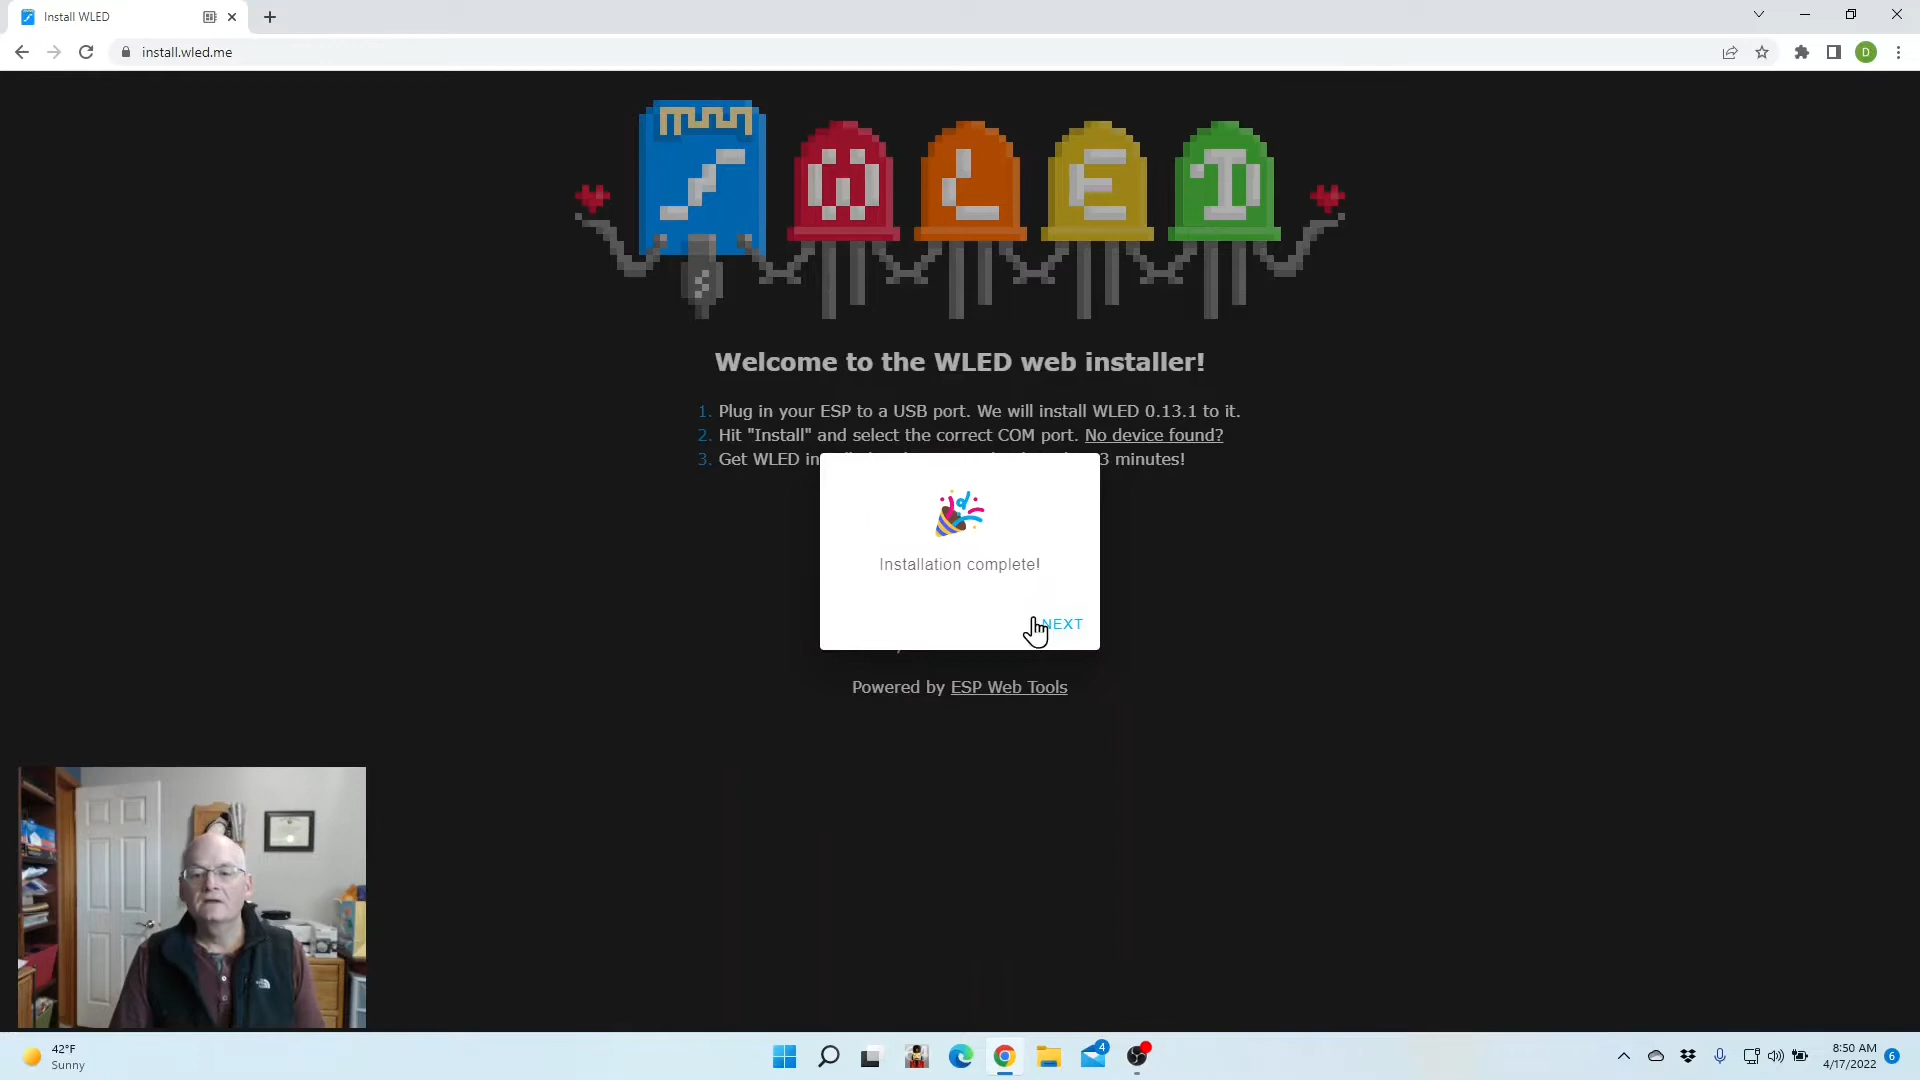 Install WLED
install.wled.me
D
W L E D
Welcome to the WLED web installer!
1. Plug in your ESP to a USB port. We will install WLED 0.13.1 to it.
2. Hit "Install" and select the correct COM port. No device found?
3. Get WLED in 3 minutes!
Installation complete!
NEXT
Powered by ESP Web Tools
42°F
Sunny
4
8:50 AM
4/17/2022
6